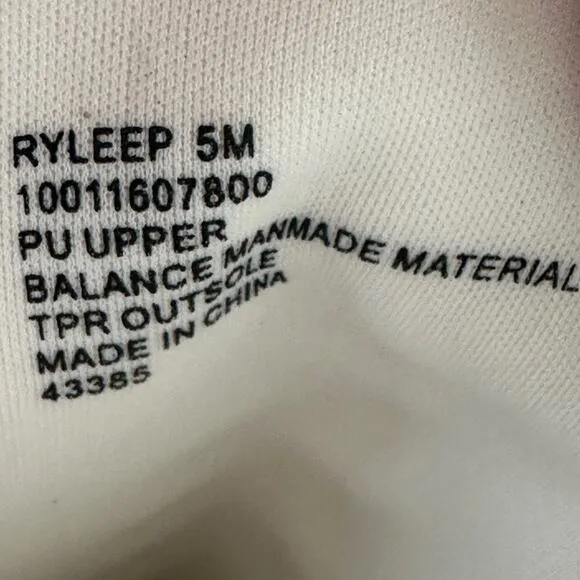 RYLEEP 5M
10011607800
PU UPPER
BALANCE MANMADE MATERIAL
TPR OUTSOLE
MADE IN CHINA
43385